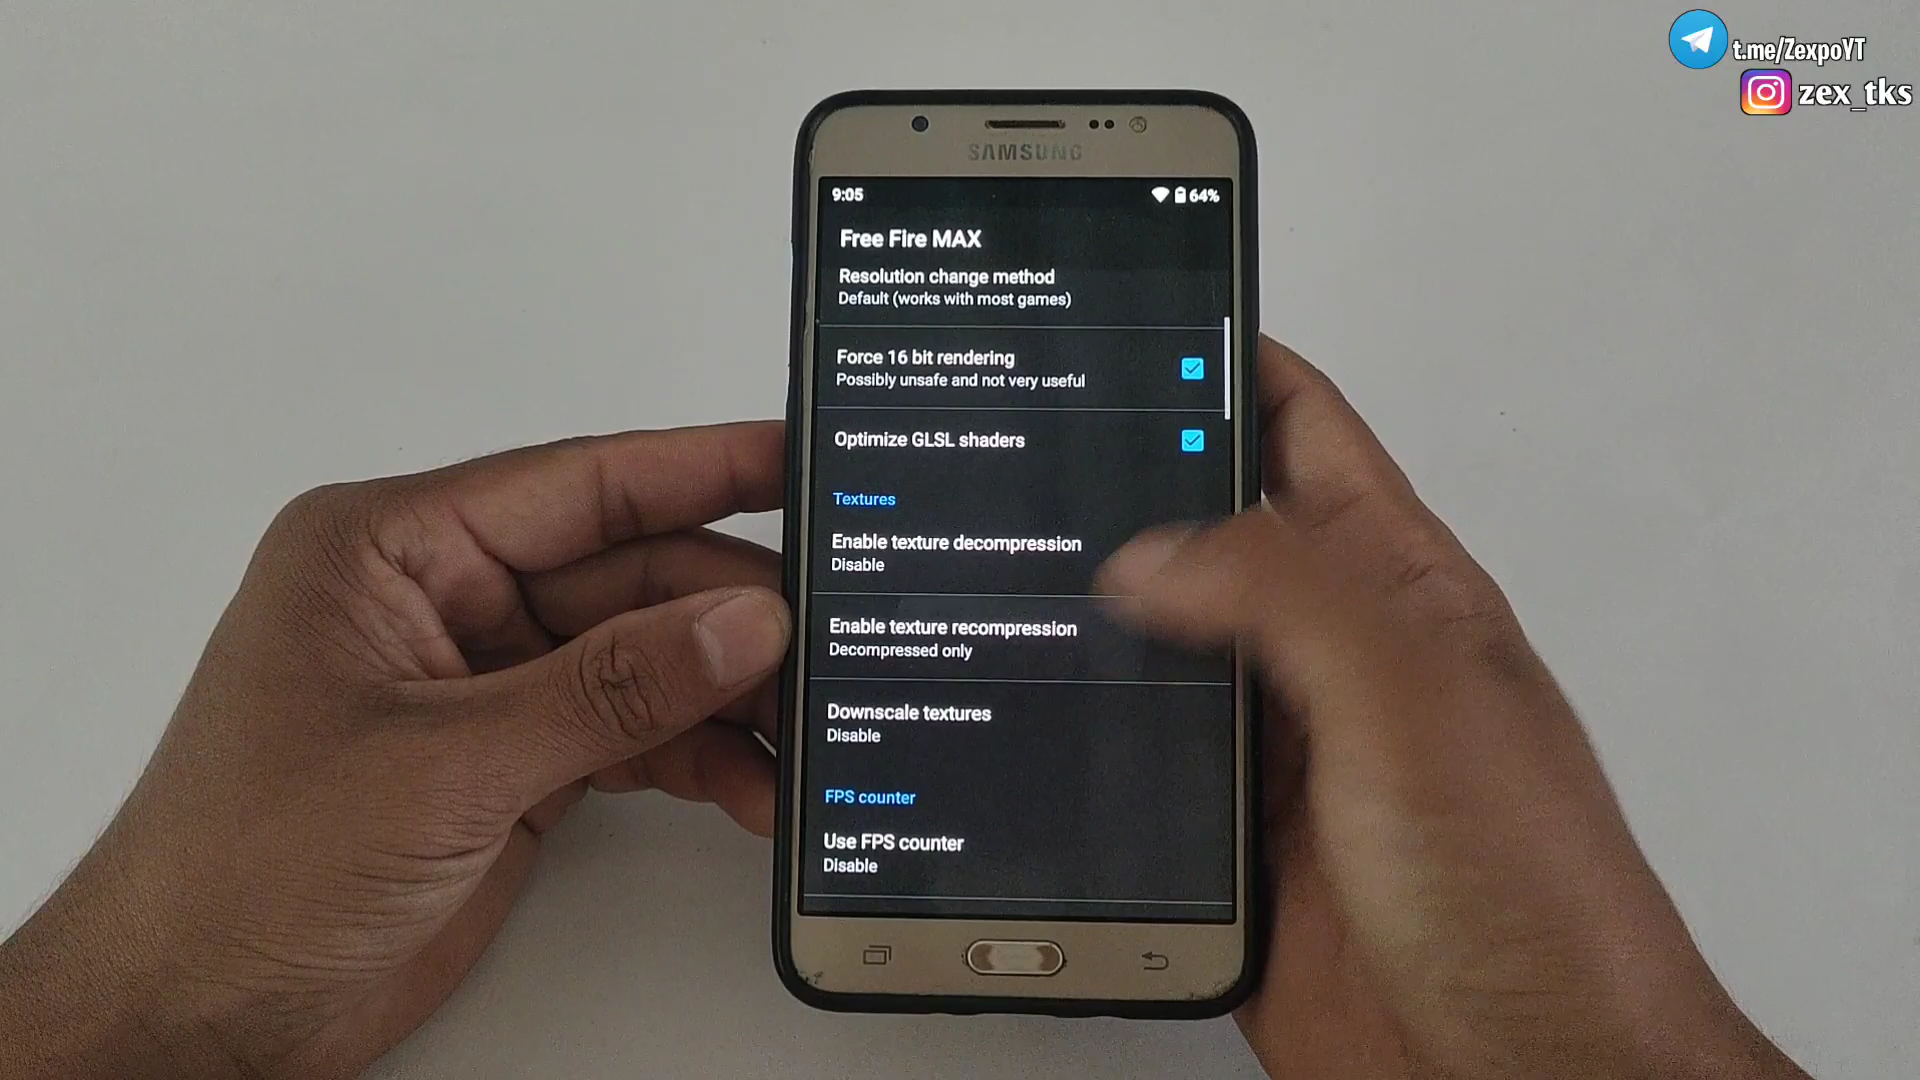 t.me/ZexpoYT
zex_tks
SAMSUNG
9:05
64%
Free Fire MAX
Resolution change method
Default (works with most games)
Force 16 bit rendering
Possibly unsafe and not very useful
Optimize GLSL shaders
Textures
Enable texture decompression
Disable
Enable texture recompression
Decompressed only
Downscale textures
Disable
FPS counter
Use FPS counter
Disable